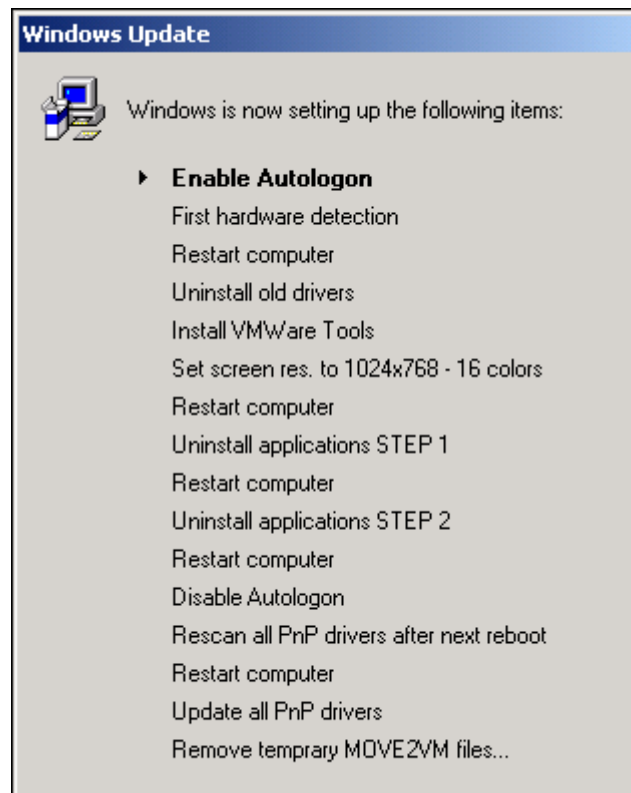 Windows Update
Windows is now setting up the following items:
Enable Autologon
First hardware detection
Restart computer
Uninstall old drivers
Install VMWare Tools
Set screen res. to 1024x768 - 16 colors
Restart computer
Uninstall applications STEP 1
Restart computer
Uninstall applications STEP 2
Restart computer
Disable Autologon
Rescan all PnP drivers after next reboot
Restart computer
Update all PnP drivers
Remove temprary MOVE2VM files...